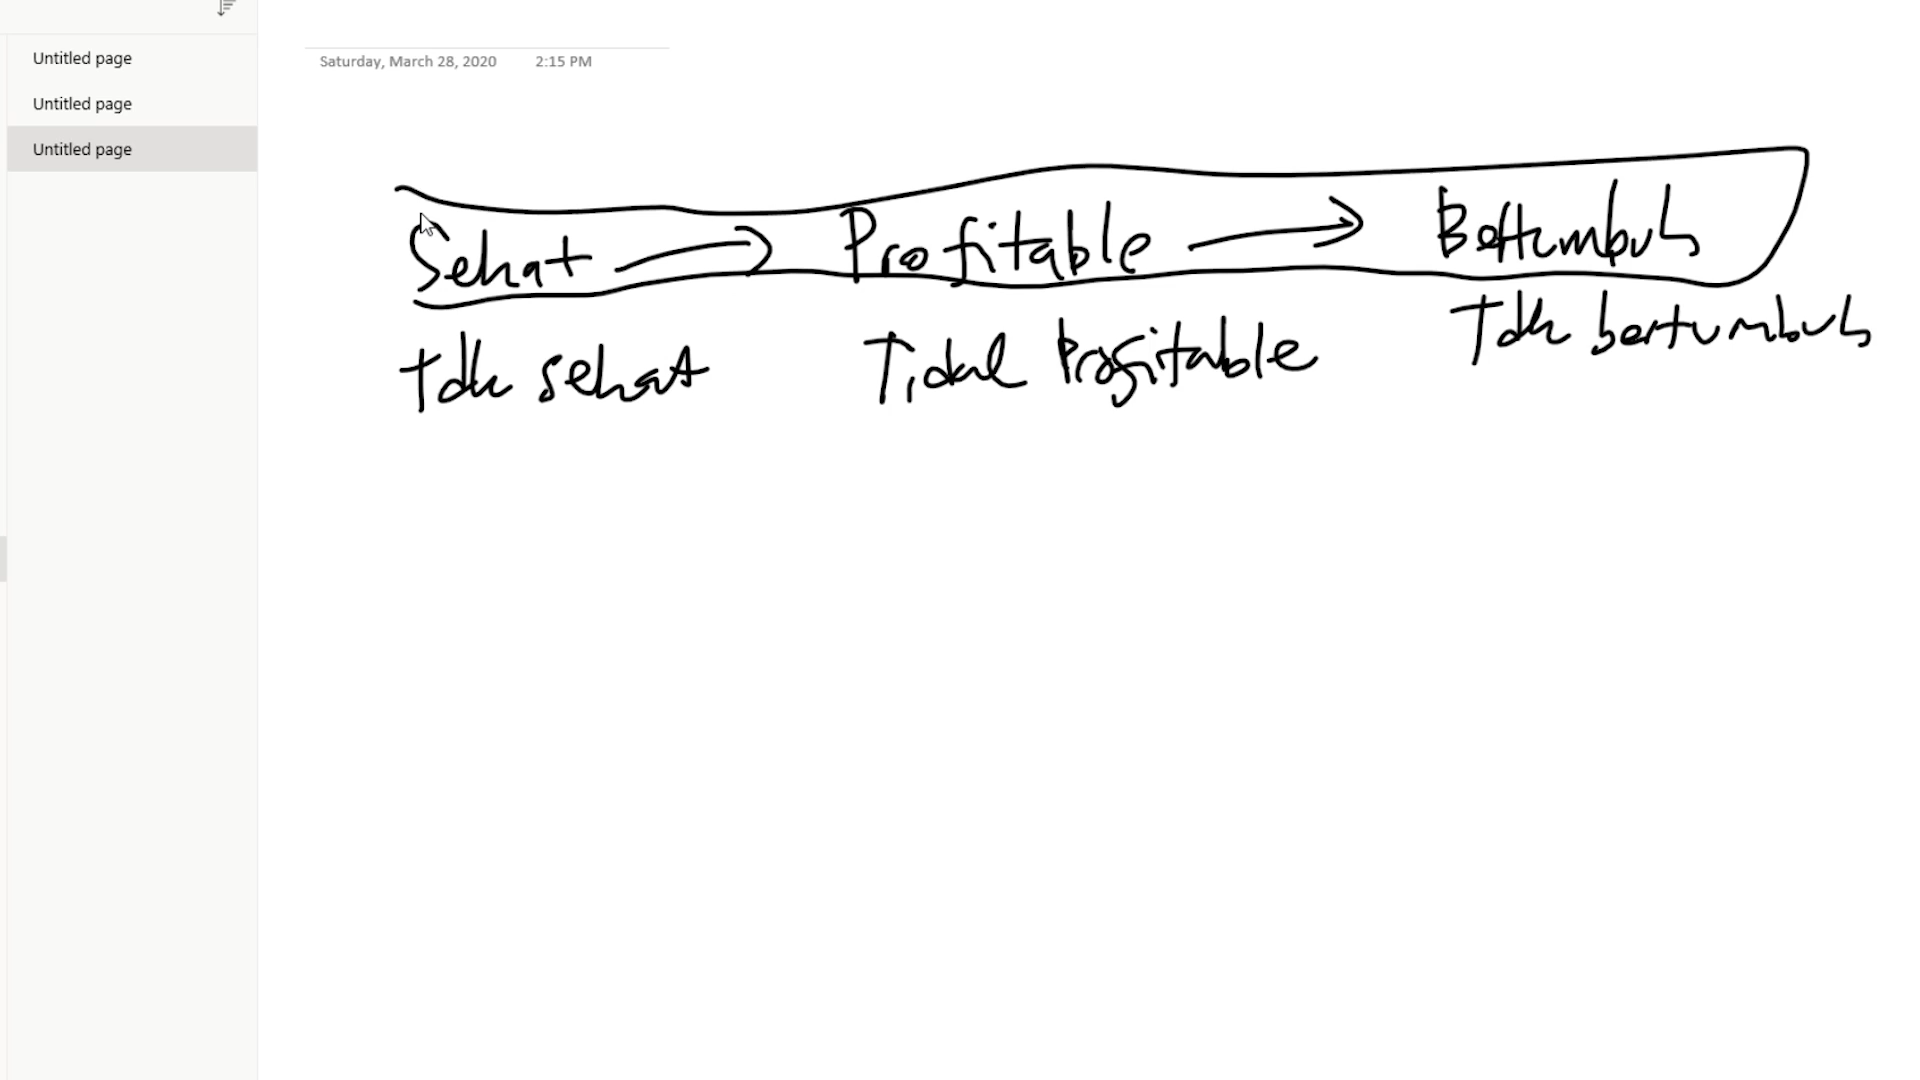 Untitled page
Untitled page
Untitled page
Saturday, March 28, 2020 2:15 PM
Sehat → Profitable → Bertumbuh
tdk sehat Tidak Profitable Tdk bertumbuh